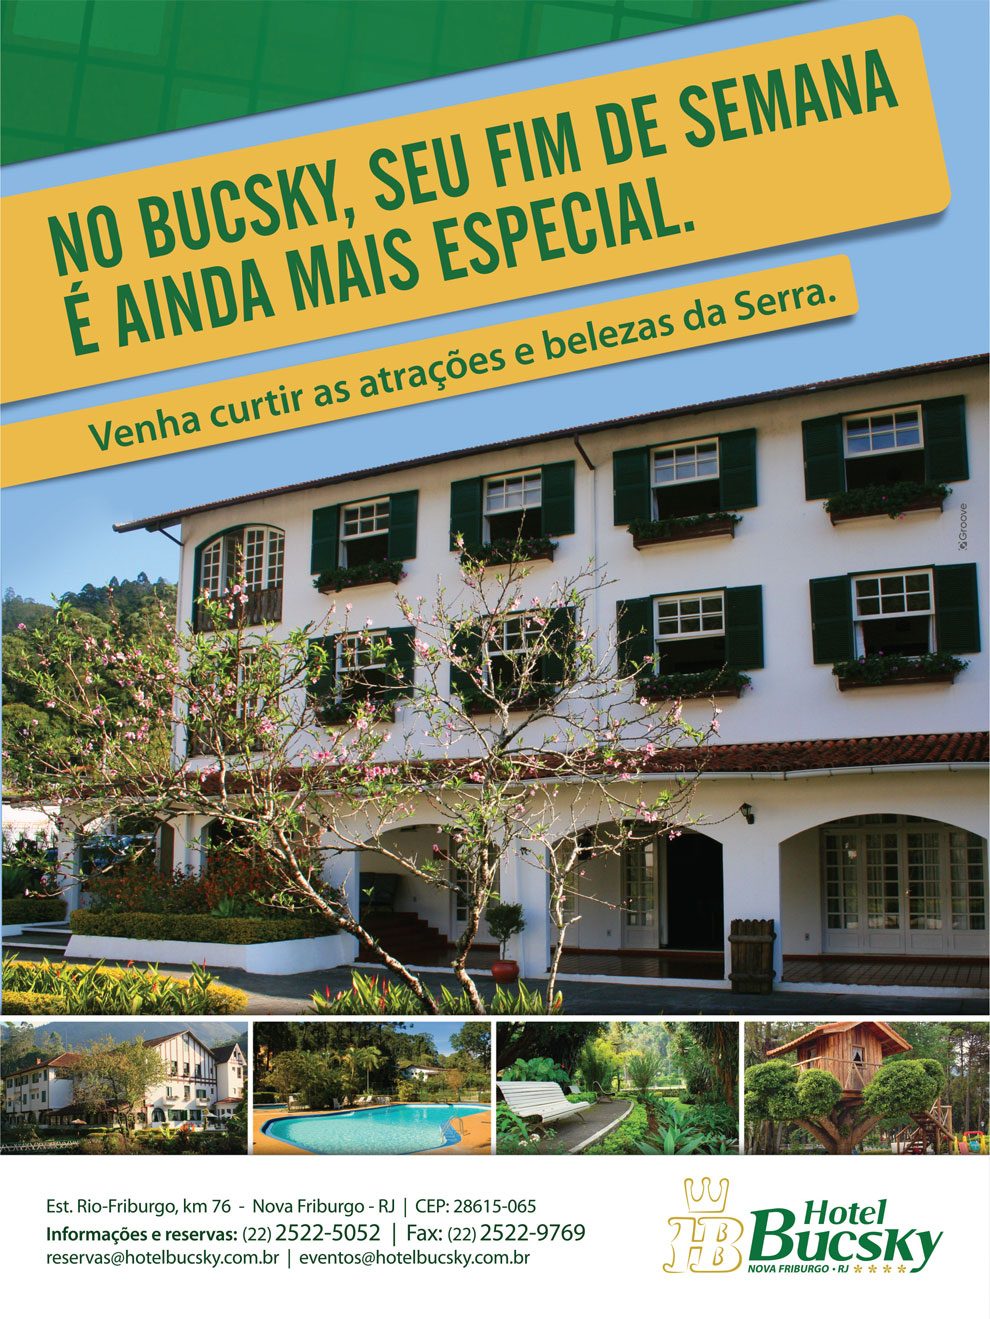 NO BUCSKY, SEU FIM DE SEMANA
É AINDA MAIS ESPECIAL.
Venha curtir as atrações e belezas da Serra.
Groove
Est. Rio-Friburgo, km 76 - Nova Friburgo - RJ | CEP: 28615-065
Informações e reservas: (22) 2522-5052 | Fax: (22) 2522-9769
reservas@hotelbucsky.com.br | eventos@hotelbucsky.com.br
HB
Hotel
Bucsky
NOVA FRIBURGO • RJ ★★★★